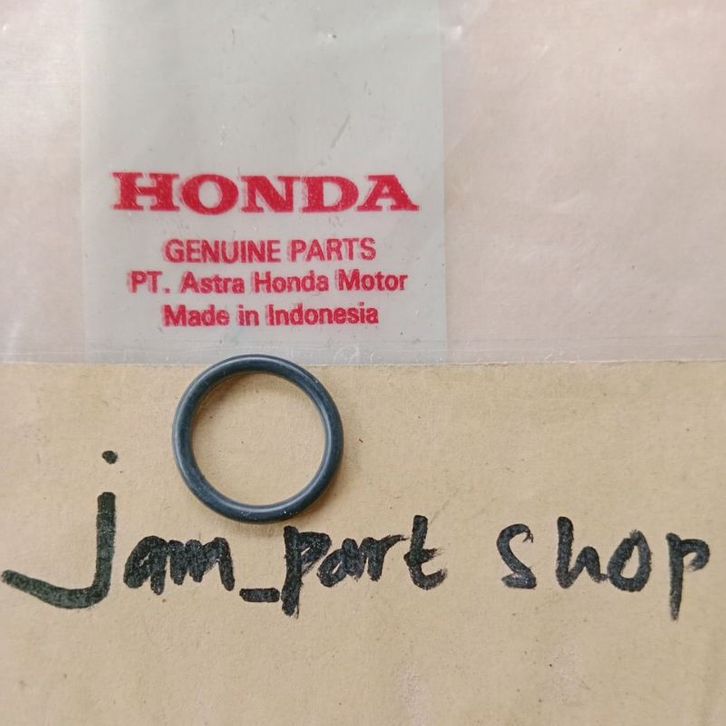 HONDA
GENUINE PARTS
PT. Astra Honda Motor
Made in Indonesia
jam_part shop